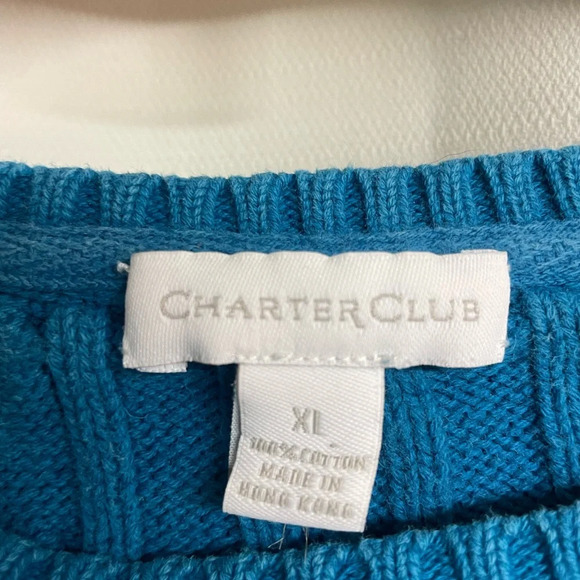 CHARTER CLUB
XL
100% COTTON
MADE IN
HONG KONG